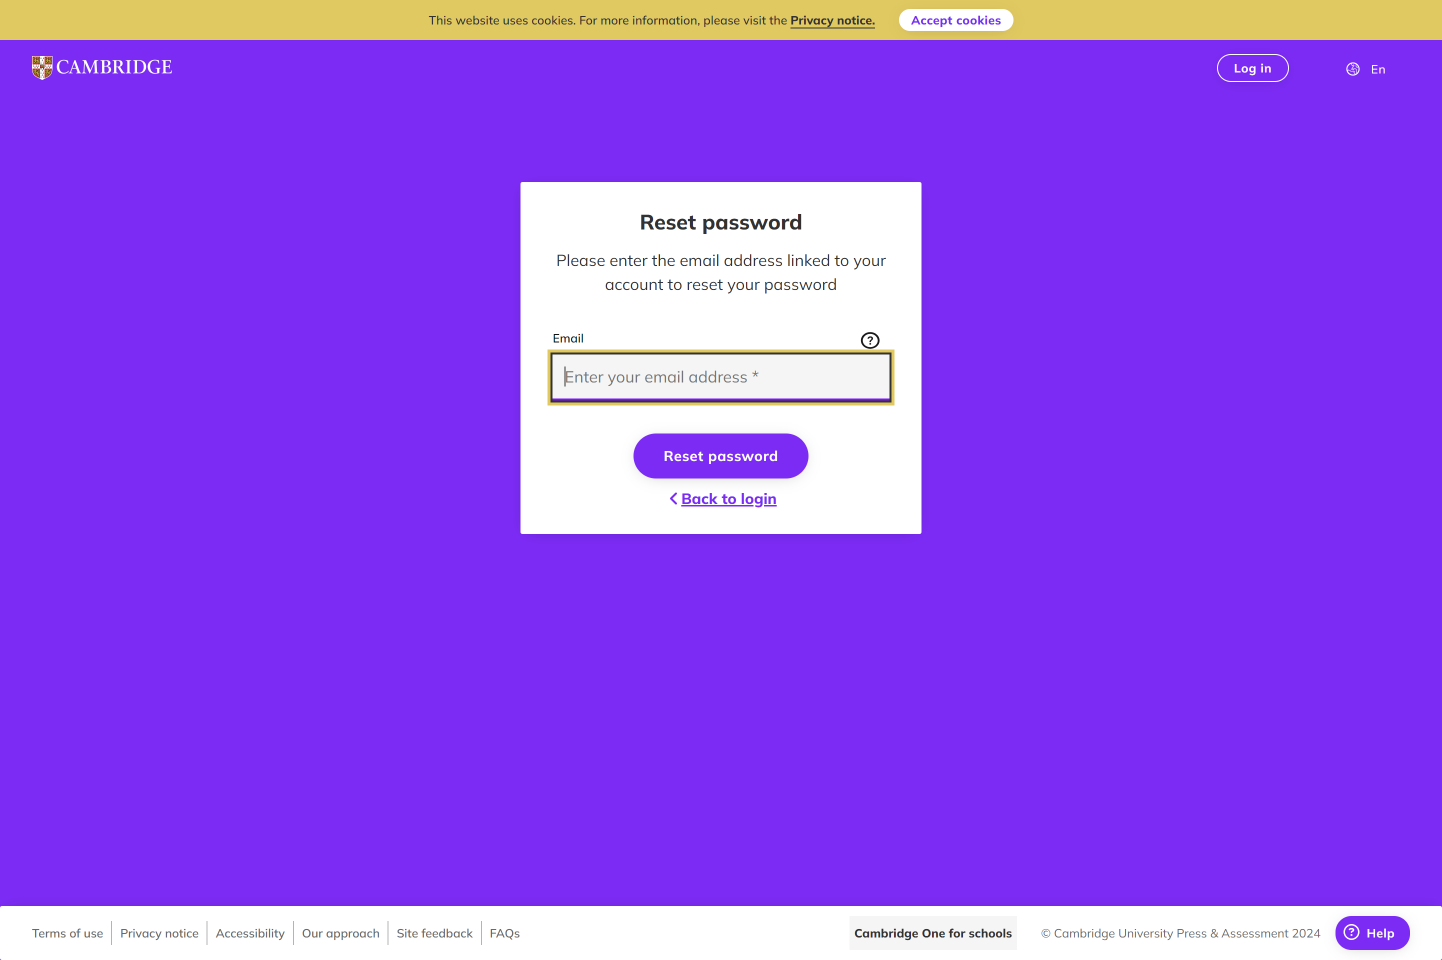 This website uses cookies. For more information, please visit the Privacy notice. Accept cookies
CAMBRIDGE
Log in
En
Reset password
Please enter the email address linked to your
account to reset your password
Email
?
Enter your email address *
Reset password
Back to login
Terms of use
Privacy notice
Accessibility
Our approach
Site feedback
FAQs
Cambridge One for schools
© Cambridge University Press & Assessment 2024
? Help